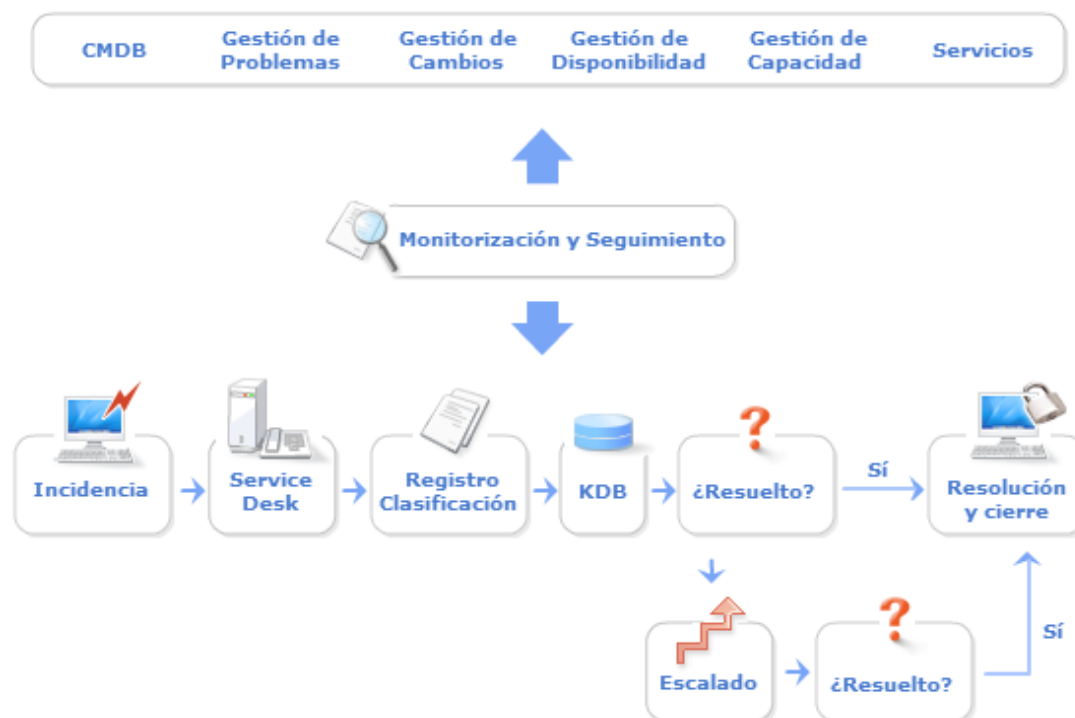 CMDB
Gestión de
Problemas
Gestión de
Cambios
Gestión de
Disponibilidad
Gestión de
Capacidad
Servicios
Monitorización y Seguimiento
Incidencia
Service
Desk
Registro
Clasificación
KDB
¿Resuelto?
Sí
Resolución
y cierre
Escalado
¿Resuelto?
Sí